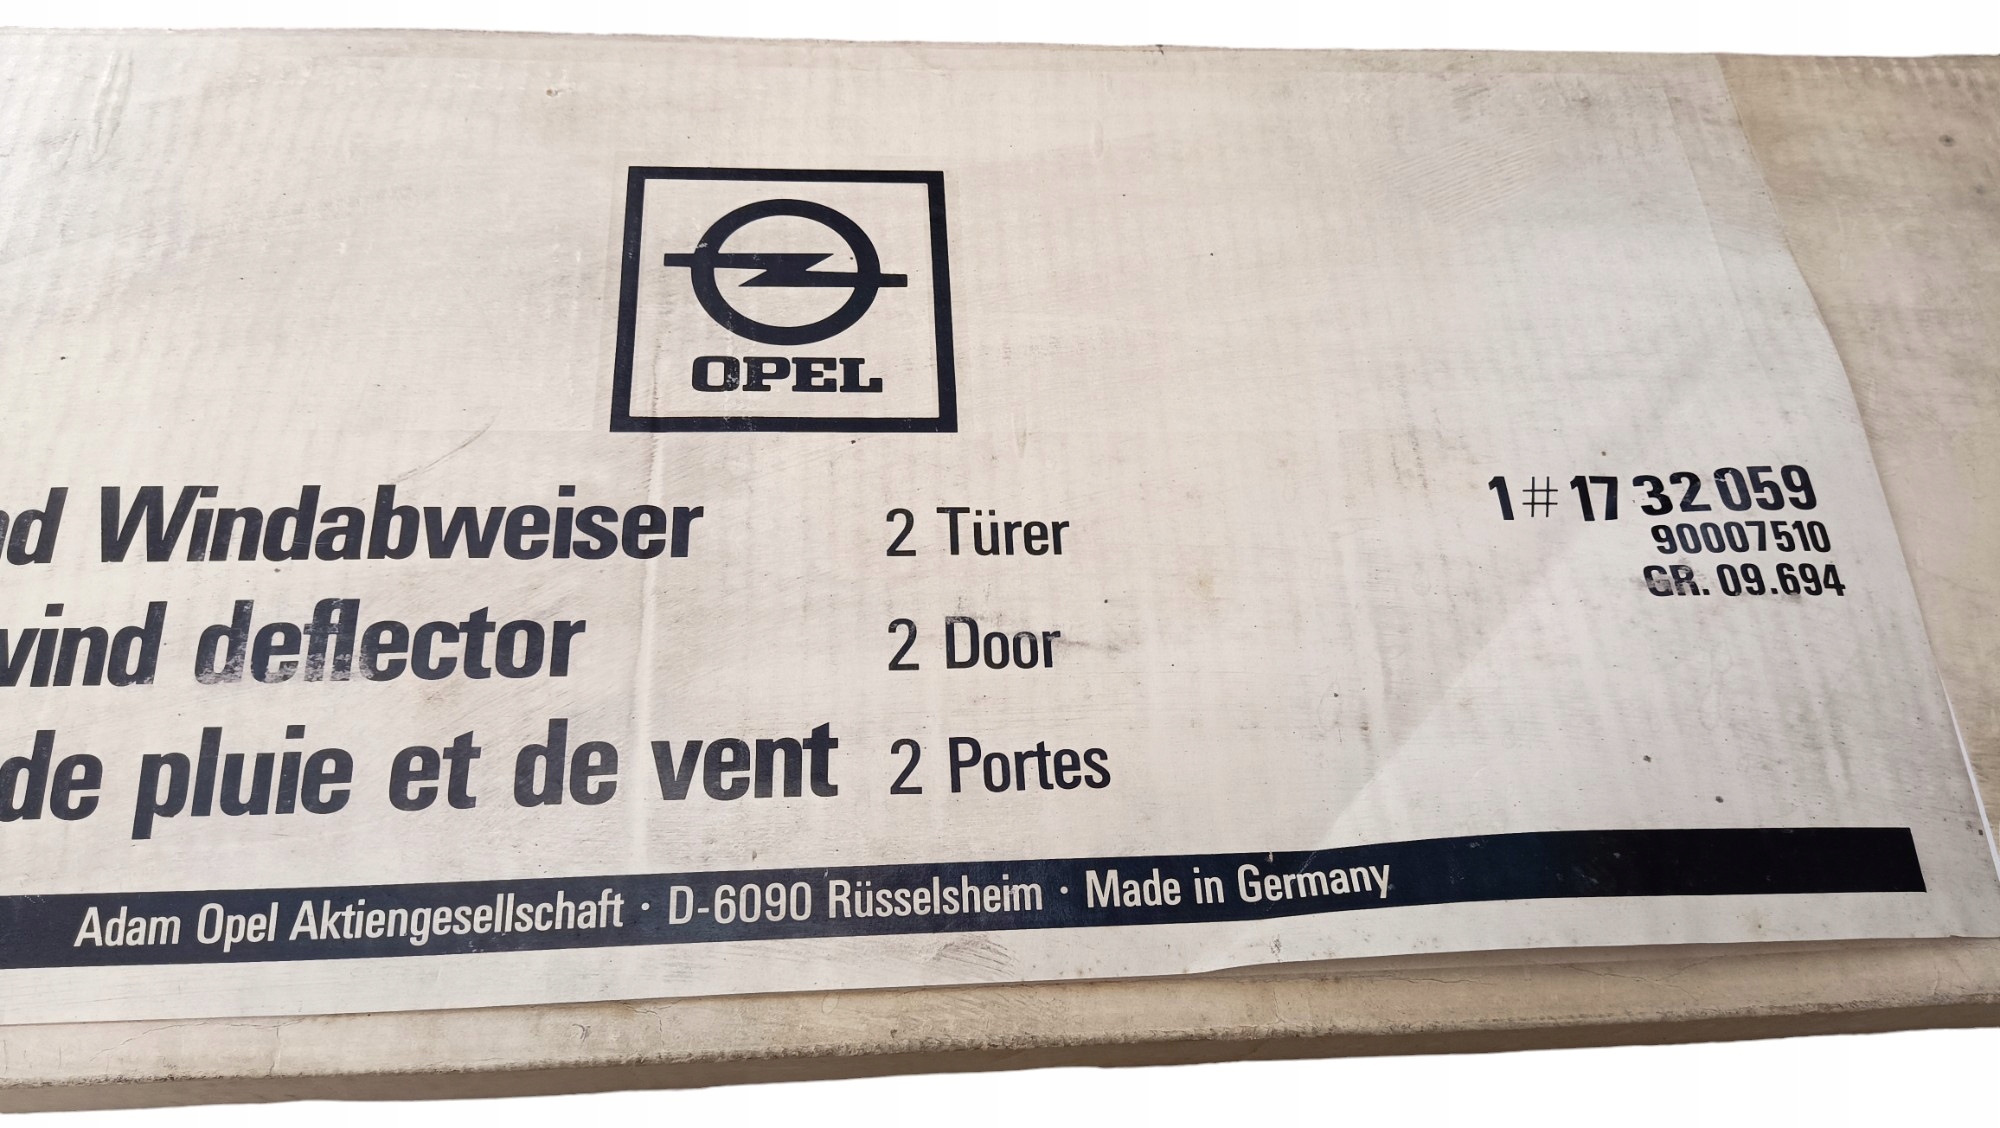 OPEL
nd Windabweiser 2 Türer
wind deflector 2 Door
de pluie et de vent 2 Portes
1 # 17 32 059
90007510
GR. 09.694
Adam Opel Aktiengesellschaft · D-6090 Rüsselsheim · Made in Germany